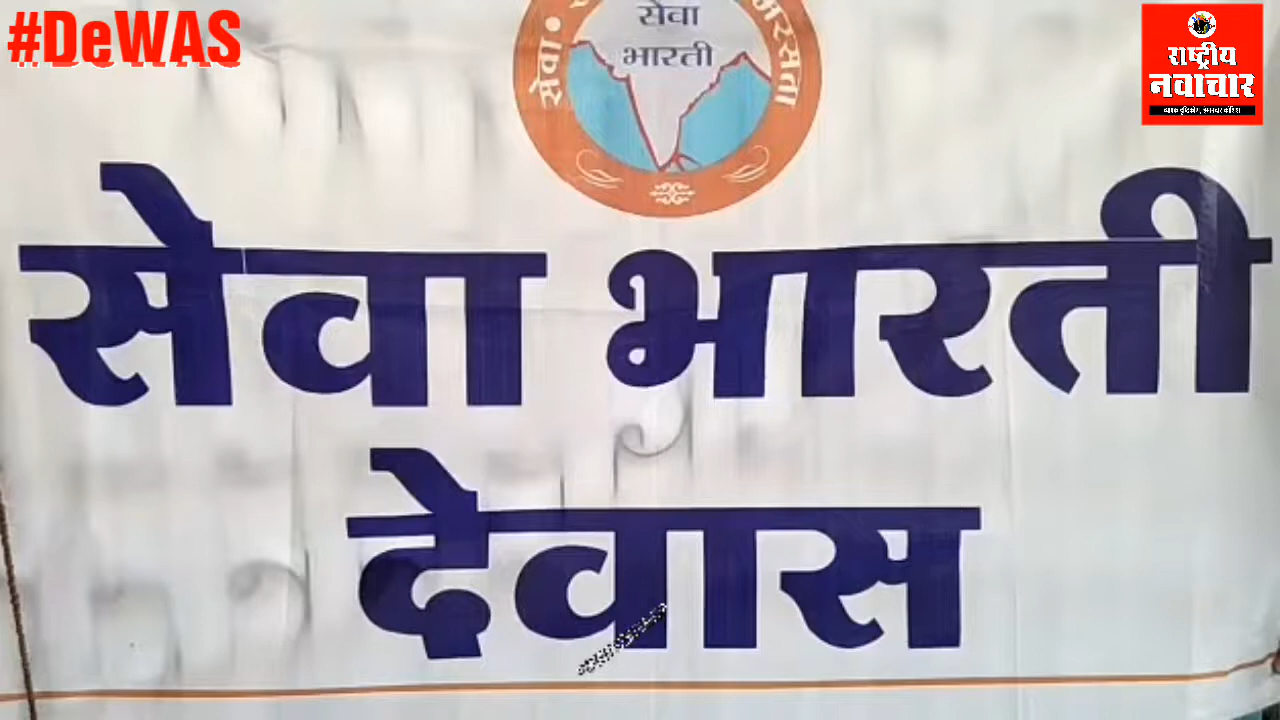 #DeWAS
राष्ट्रीय
नवाचार
सेवा
भारती
सेवा •
सेवा भारती
देवास